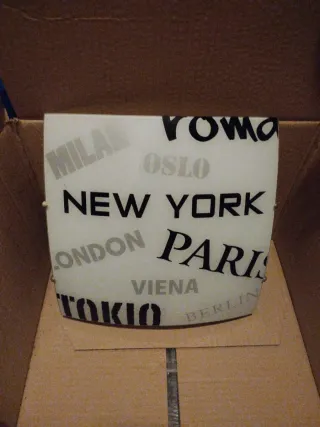 roma
MILAN
OSLO
NEW YORK
LONDON
PARIS
VIENA
TOKIO
BERLIN